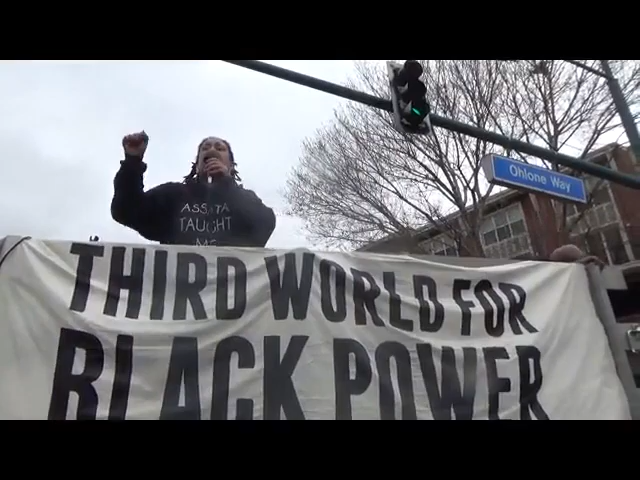 Ohlone Way
ASSATA
TAUGHT
ME
THIRD WORLD FOR
BLACK POWER